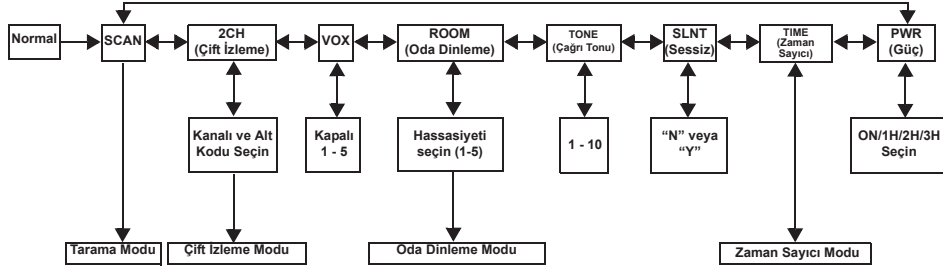 Normal
SCAN
2CH
(Çift İzleme)
VOX
ROOM
(Oda Dinleme)
TONE
(Çağrı Tonu)
SLNT
(Sessiz)
TIME
(Zaman
Sayıcı)
PWR
(Güç)
Kanalı ve Alt
Kodu Seçin
Kapalı
1 - 5
Hassasiyeti
seçin (1-5)
1 - 10
“N” veya
“Y”
ON/1H/2H/3H
Seçin
Tarama Modu
Çift İzleme Modu
Oda Dinleme Modu
Zaman Sayıcı Modu